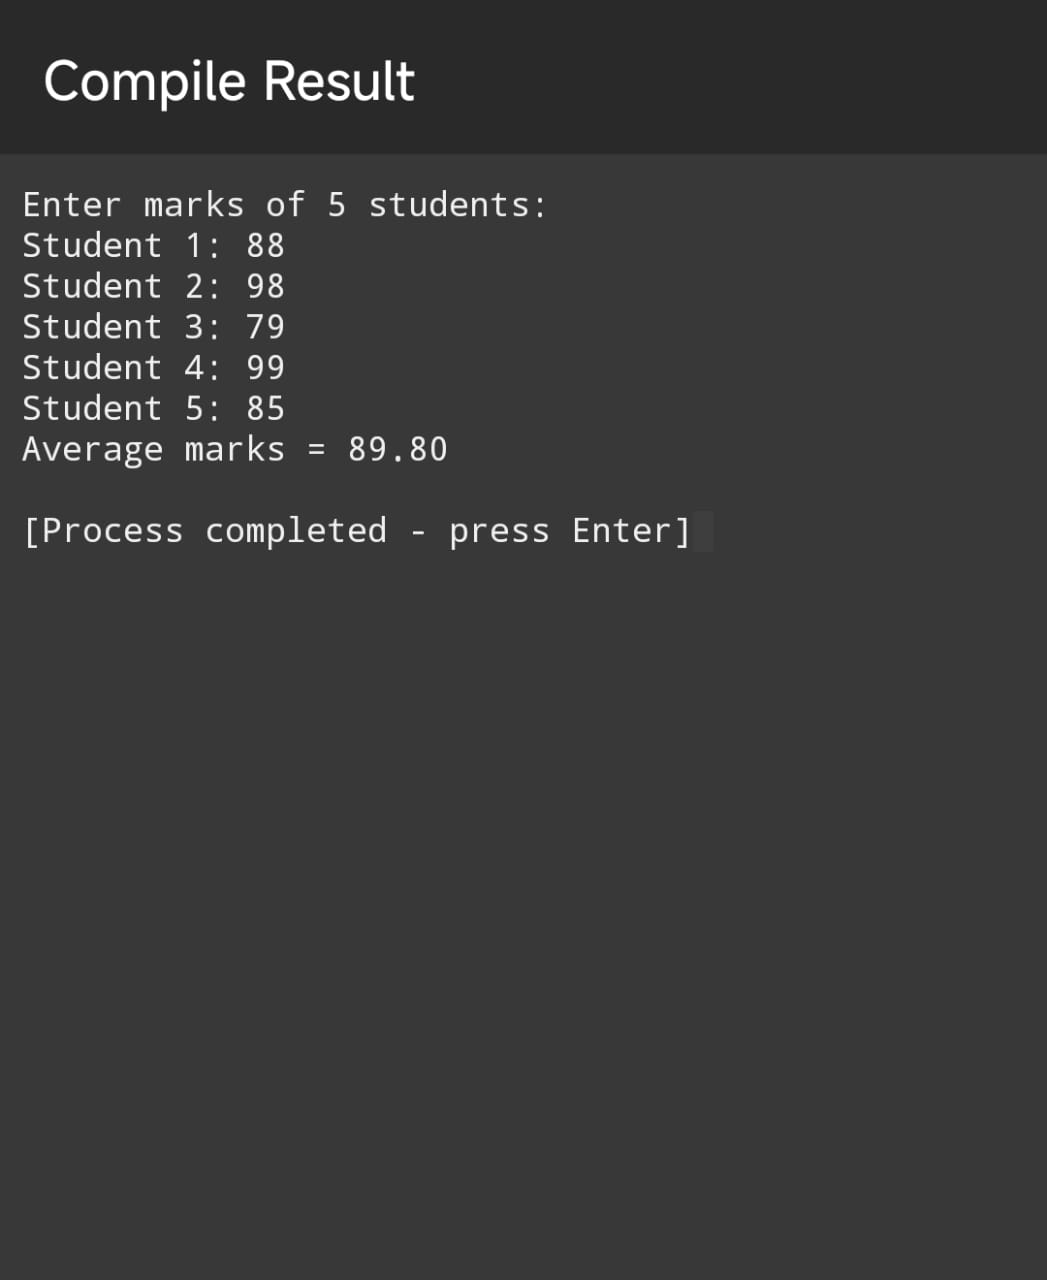 Compile Result
Enter marks of 5 students:
Student 1: 88
Student 2: 98
Student 3: 79
Student 4: 99
Student 5: 85
Average marks = 89.80
[Process completed - press Enter]